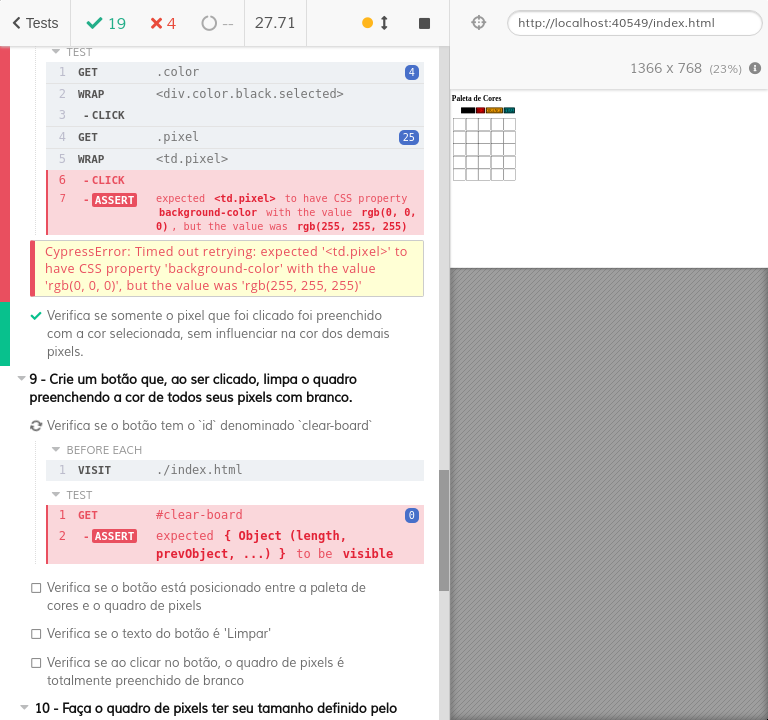 Tests
19
4
--
27.71
http://localhost:40549/index.html
1366 x 768 (23%)
TEST
1 GET .color 4
2 WRAP <div.color.black.selected>
3 - CLICK
4 GET .pixel 25
5 WRAP <td.pixel>
6 - CLICK
7 - ASSERT expected <td.pixel> to have CSS property
background-color with the value rgb(0, 0,
0) , but the value was rgb(255, 255, 255)
CypressError: Timed out retrying: expected '<td.pixel>' to
have CSS property 'background-color' with the value
'rgb(0, 0, 0)', but the value was 'rgb(255, 255, 255)'
Verifica se somente o pixel que foi clicado foi preenchido
com a cor selecionada, sem influenciar na cor dos demais
pixels.
9 - Crie um botão que, ao ser clicado, limpa o quadro
preenchendo a cor de todos seus pixels com branco.
Verifica se o botão tem o `id` denominado `clear-board`
BEFORE EACH
1 VISIT ./index.html
TEST
1 GET #clear-board 0
2 - ASSERT expected { Object (length,
prevObject, ...) } to be visible
Verifica se o botão está posicionado entre a paleta de
cores e o quadro de pixels
Verifica se o texto do botão é 'Limpar'
Verifica se ao clicar no botão, o quadro de pixels é
totalmente preenchido de branco
10 - Faça o quadro de pixels ter seu tamanho definido pelo
Paleta de Cores